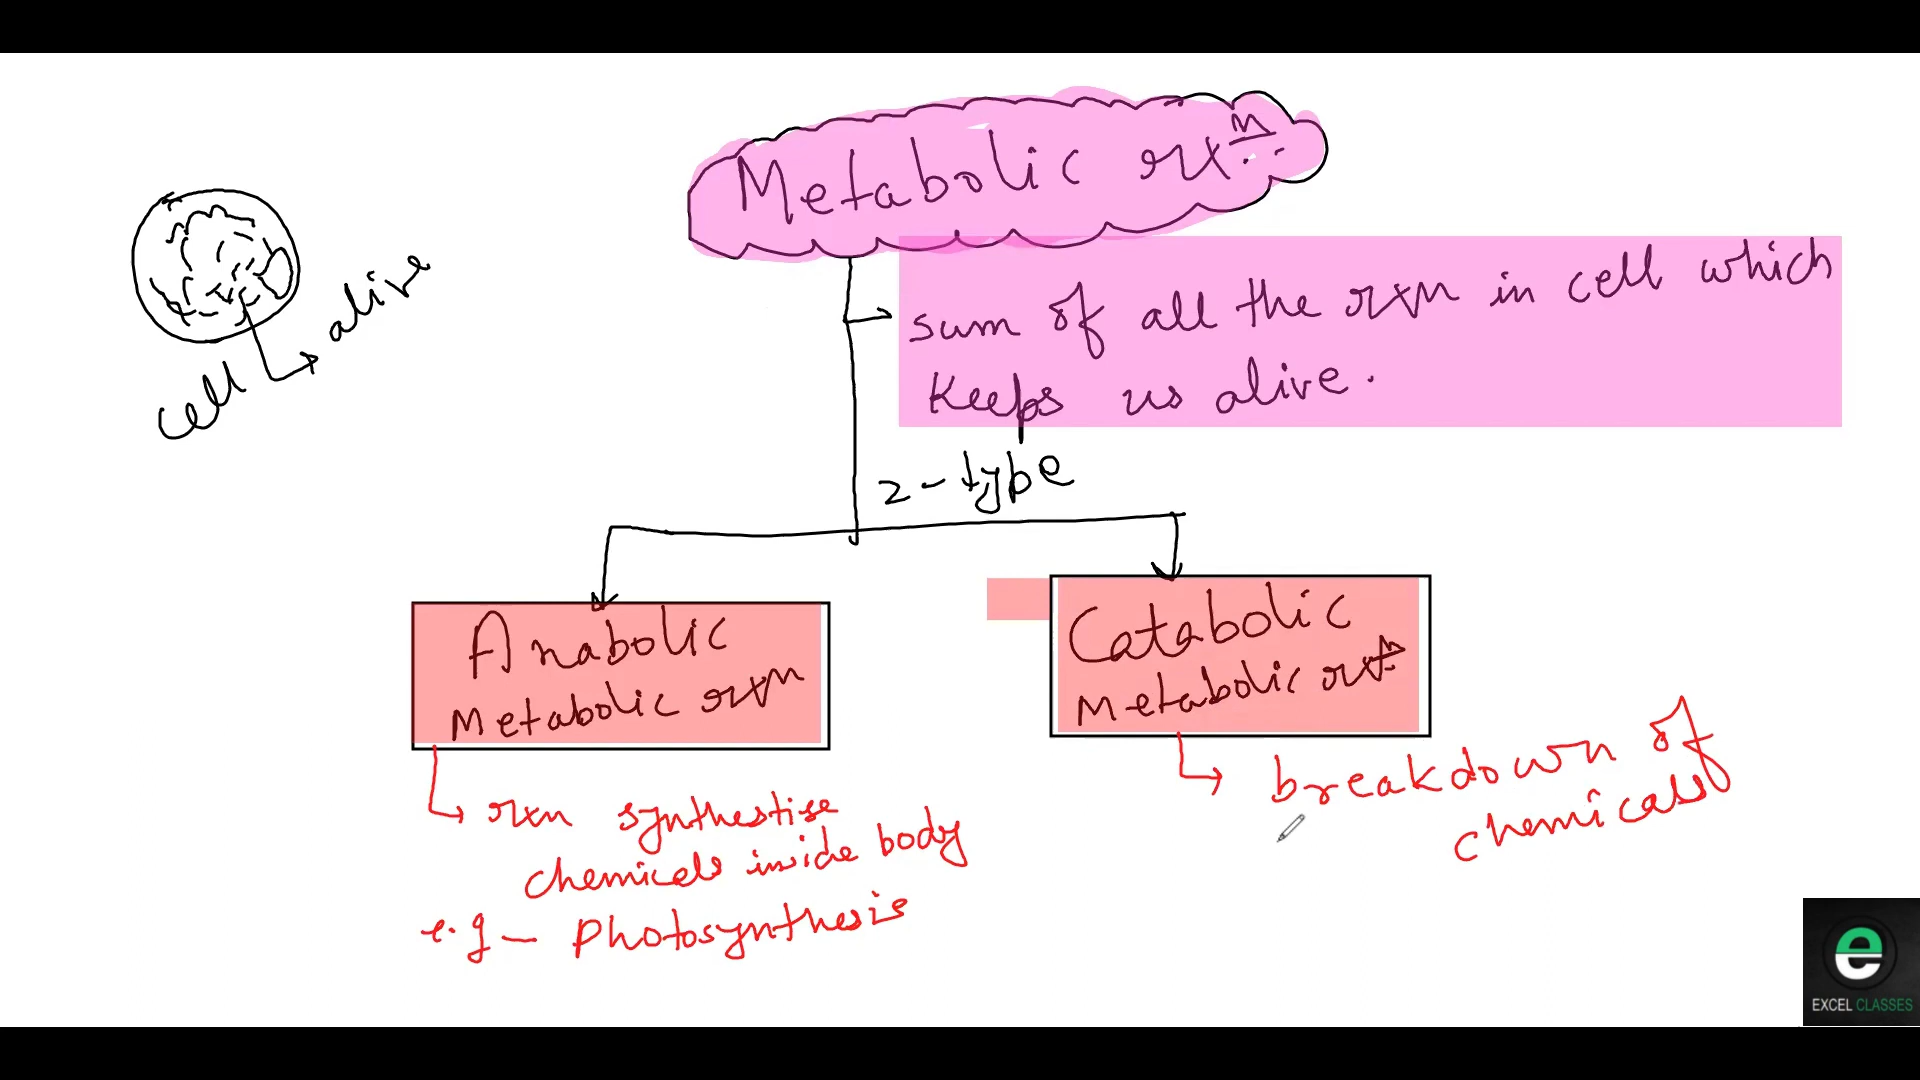 Metabolic rxn
cell
alive
sum of all the rxn in cell which
keeps us alive.
2-type
Anabolic
Metabolic rxn
Catabolic
Metabolic rxn
rxn synthestise
chemicals inside body
e.g - Photosynthesis
breakdown of
chemicals
e
EXCEL CLASSES